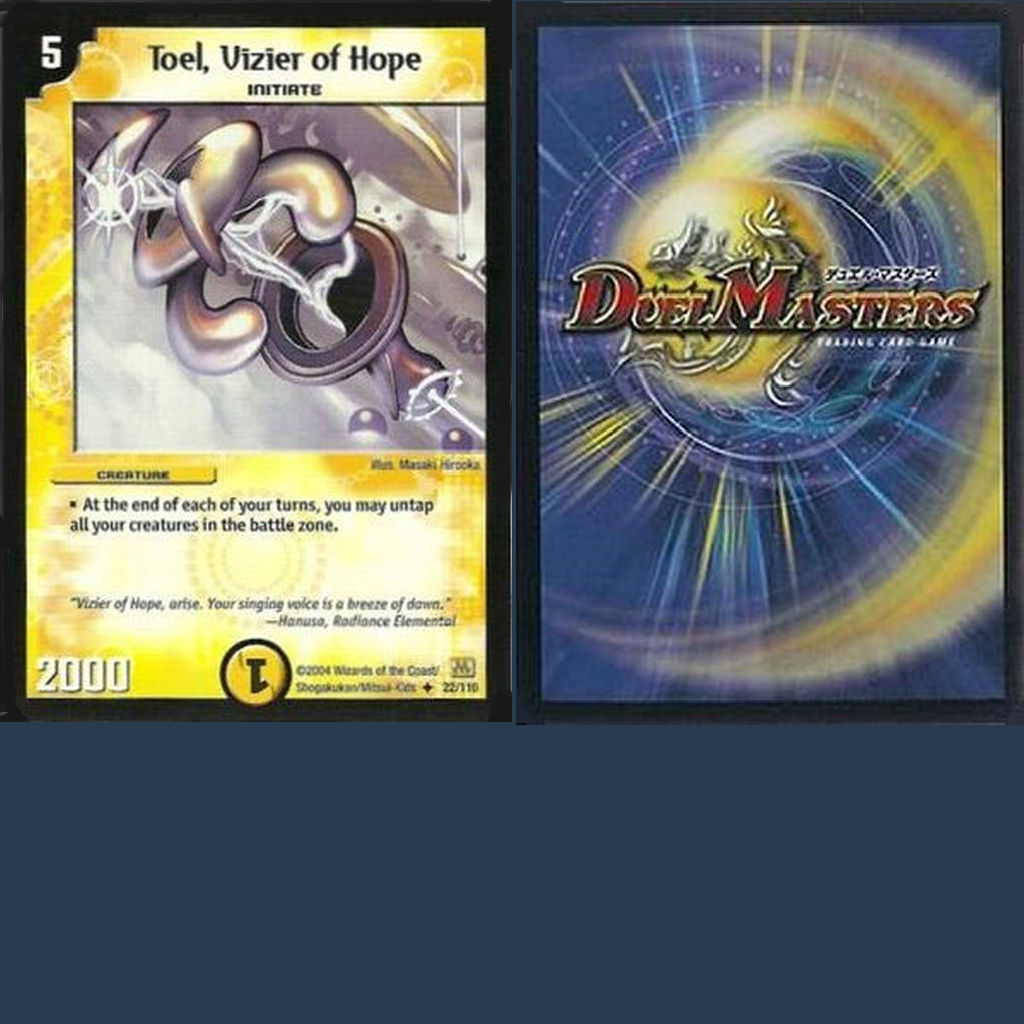 5
Toel, Vizier of Hope
INITIATE
illus. Masaki Hirooka
CREATURE
▪ At the end of each of your turns, you may untap
all your creatures in the battle zone.
"Vizier of Hope, arise. Your singing voice is a breeze of dawn."
—Hanusa, Radiance Elemental
2000
1
©2004 Wizards of the Coast/
Shogakukan/Mitsui-Kids ✦ 22/110
デュエル・マスターズ
DUEL MASTERS
TRADING CARD GAME